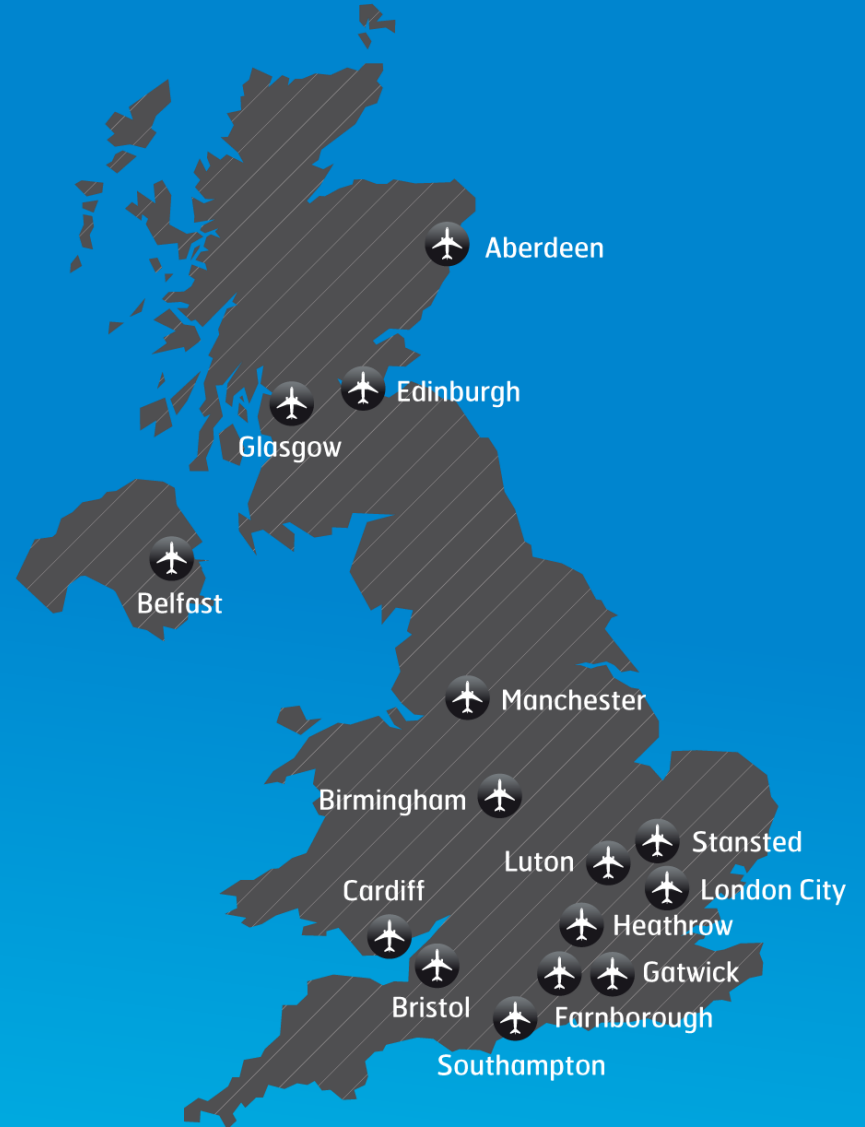 Aberdeen
Edinburgh
Glasgow
Belfast
Manchester
Birmingham
Stansted
Luton
London City
Cardiff
Heathrow
Gatwick
Bristol
Farnborough
Southampton